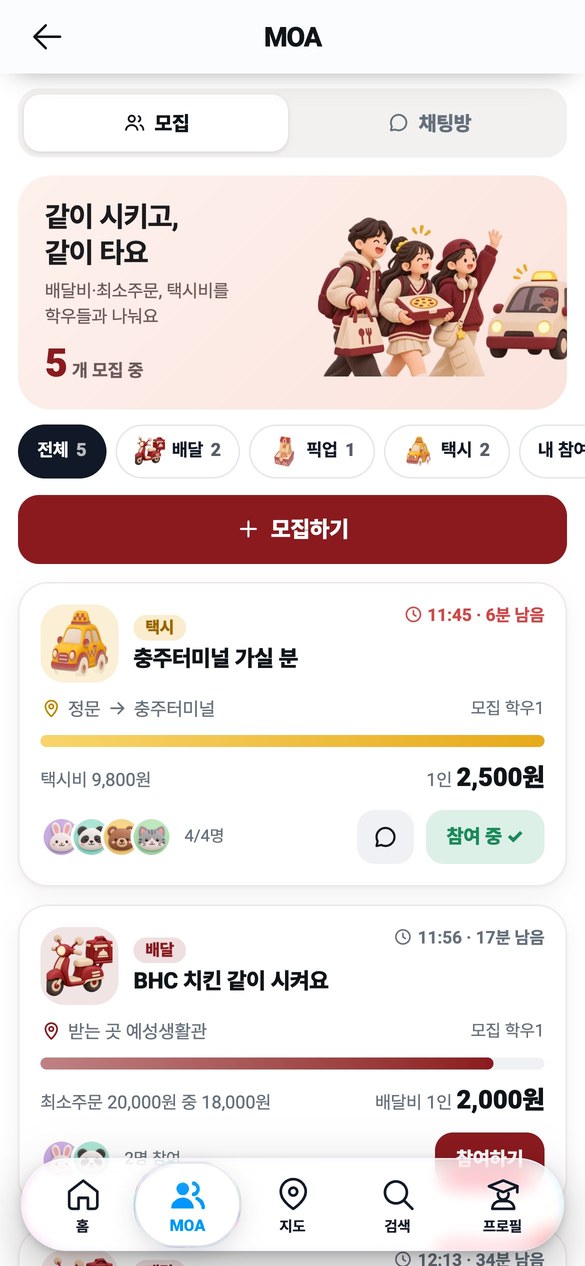 MOA
모집
채팅방
같이 시키고,
같이 타요
배달비·최소주문, 택시비를
학우들과 나눠요
5 개 모집 중
전체 5
배달 2
픽업 1
택시 2
내 참여
+ 모집하기
택시
11:45 · 6분 남음
충주터미널 가실 분
정문 → 충주터미널
모집 학우1
택시비 9,800원
1인 2,500원
4/4명
참여 중 ✓
배달
11:56 · 17분 남음
BHC 치킨 같이 시켜요
받는 곳 예성생활관
모집 학우1
최소주문 20,000원 중 18,000원
배달비 1인 2,000원
2명 참여
참여하기
홈
MOA
지도
검색
프로필
배달
12:13 · 34분 남음